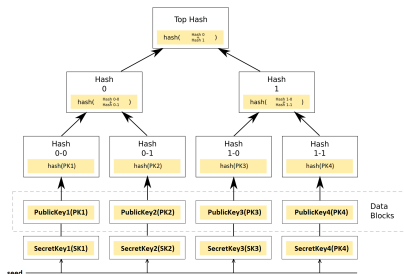 Top Hash
hash( Hash 0 + Hash 1 )
Hash
0
hash( Hash 0-0 + Hash 0-1 )
Hash
1
hash( Hash 1-0 + Hash 1-1 )
Hash
0-0
hash(PK1)
Hash
0-1
hash(PK2)
Hash
1-0
hash(PK3)
Hash
1-1
hash(PK4)
PublicKey1(PK1)
PublicKey2(PK2)
PublicKey3(PK3)
PublicKey4(PK4)
Data
Blocks
SecretKey1(SK1)
SecretKey2(SK2)
SecretKey3(SK3)
SecretKey4(PK4)
seed